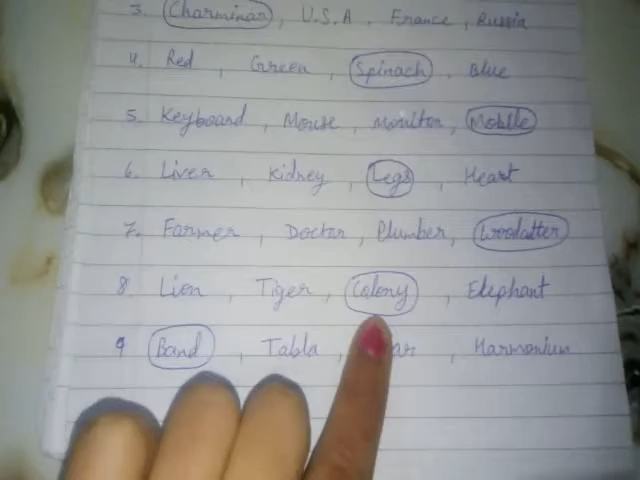 3. Charminar, U.S.A, France, Russia
4. Red, Green, Spinach, Blue
5. Keyboard, Mouse, Monitor, Mobile
6. Liver, Kidney, Legs, Heart
7. Farmer, Doctor, Plumber, Woodcutter
8. Lion, Tiger, Colony, Elephant
9 Band, Tabla, Harmonium